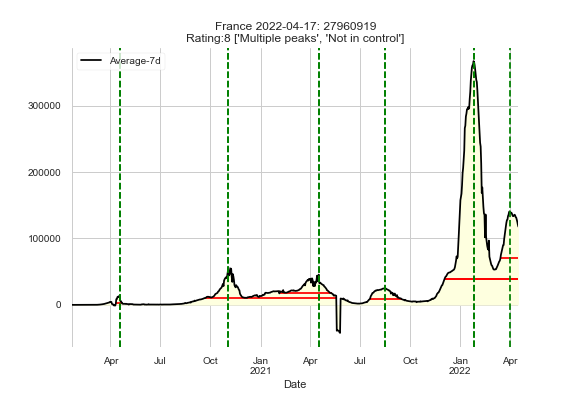 France 2022-04-17: 27960919
Rating:8 ['Multiple peaks', 'Not in control']
Average-7d
300000
200000
100000
0
Apr Jul Oct Jan Apr Jul Oct Jan Apr
2021 2022
Date